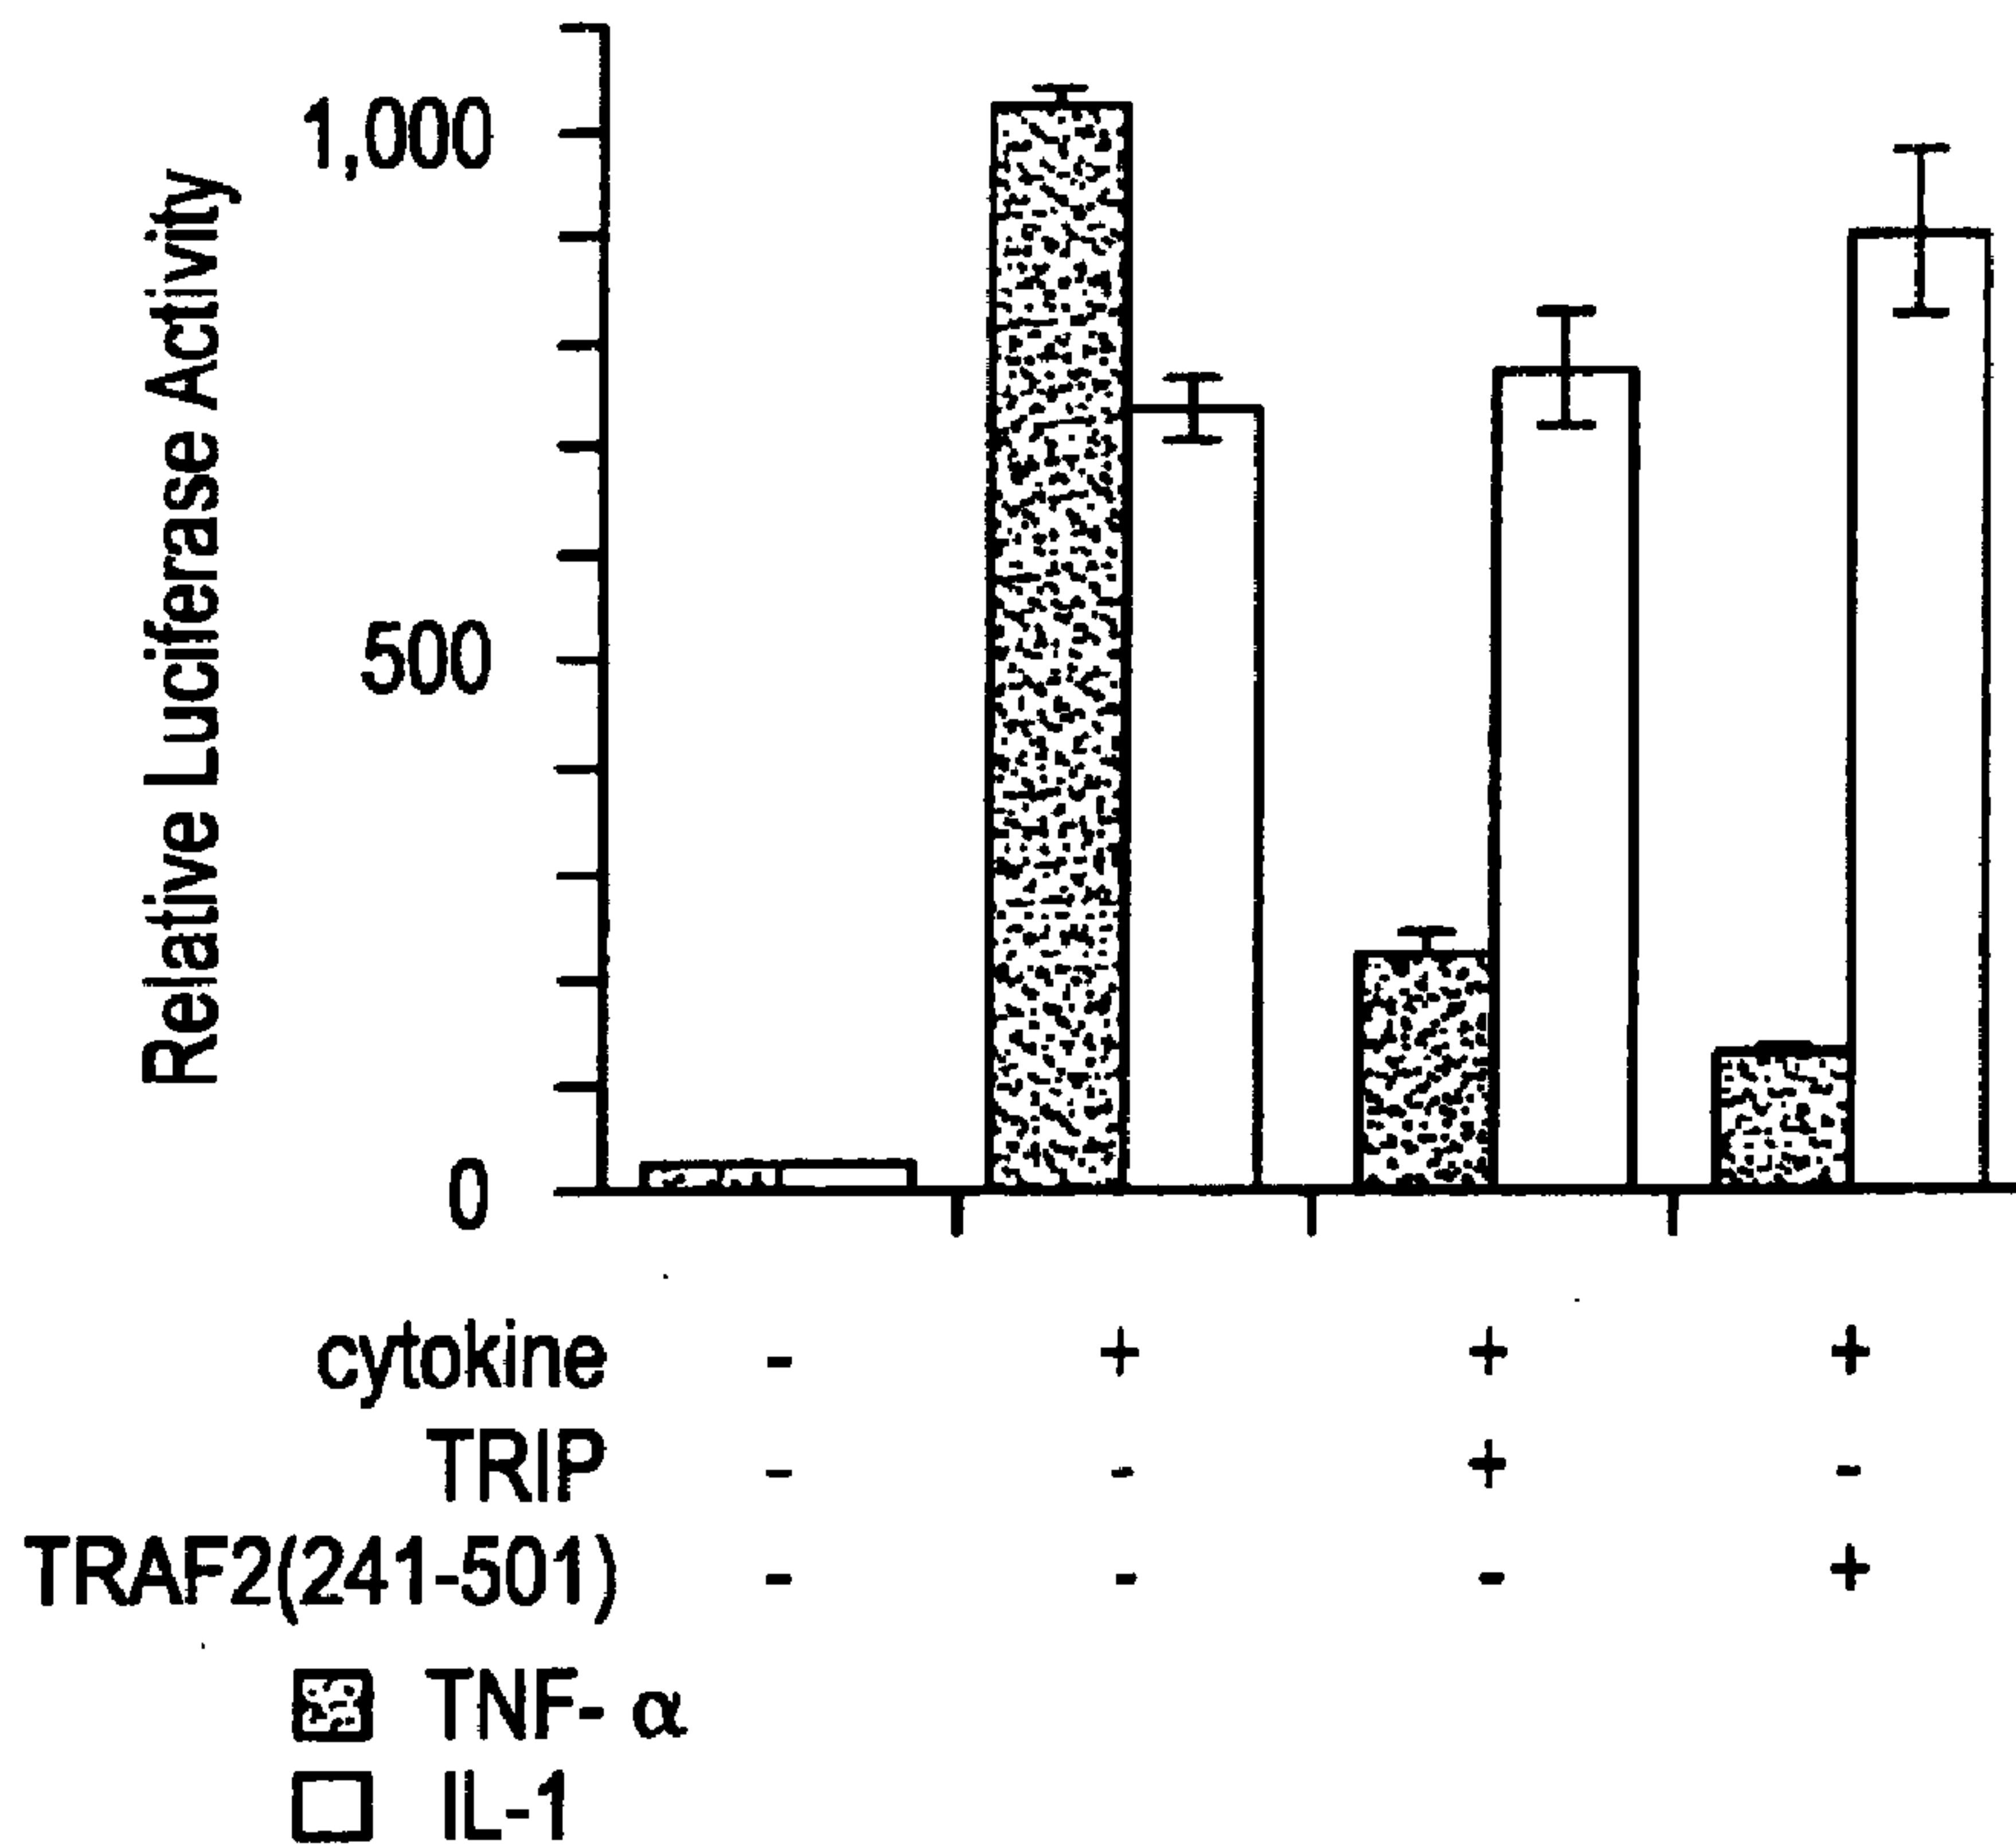 Relative Luciferase Activity
1,000
500
0
cytokine - + + +
TRIP - - + -
TRAF2(241-501) - - - +
TNF- α
IL-1